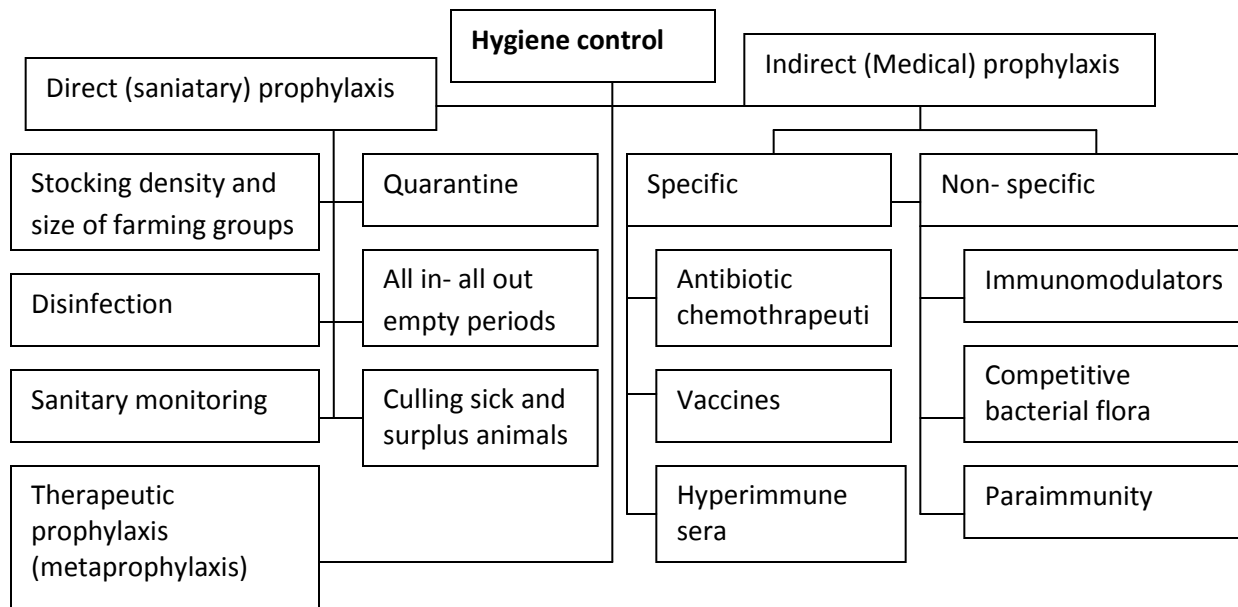 Hygiene control
Direct (saniatary) prophylaxis
Indirect (Medical) prophylaxis
Stocking density and
size of farming groups
Quarantine
Disinfection
All in- all out
empty periods
Sanitary monitoring
Culling sick and
surplus animals
Therapeutic
prophylaxis
(metaprophylaxis)
Specific
Antibiotic
chemothrapeuti
Vaccines
Hyperimmune
sera
Non- specific
Immunomodulators
Competitive
bacterial flora
Paraimmunity